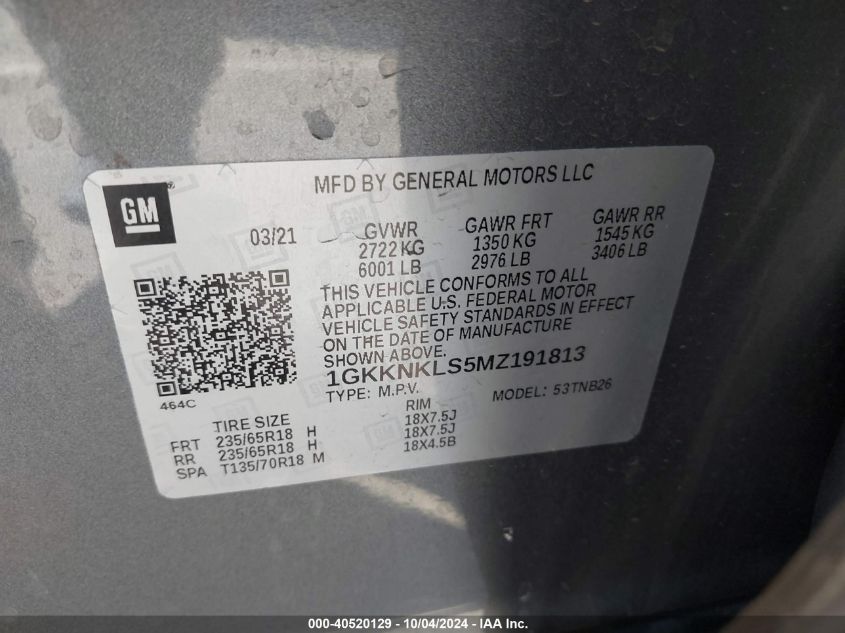 MFD BY GENERAL MOTORS LLC
GM
03/21
GVWR GAWR FRT GAWR RR
2722 KG 1350 KG 1545 KG
6001 LB 2976 LB 3406 LB
THIS VEHICLE CONFORMS TO ALL
APPLICABLE U.S. FEDERAL MOTOR
VEHICLE SAFETY STANDARDS IN EFFECT
ON THE DATE OF MANUFACTURE
SHOWN ABOVE.
1GKKNKLS5MZ191813
TYPE: M.P.V. MODEL: 53TNB26
464C
TIRE SIZE RIM
FRT 235/65R18 H 18X7.5J
RR 235/65R18 H 18X7.5J
SPA T135/70R18 M 18X4.5B
000-40520129 - 10/04/2024 - IAA Inc.